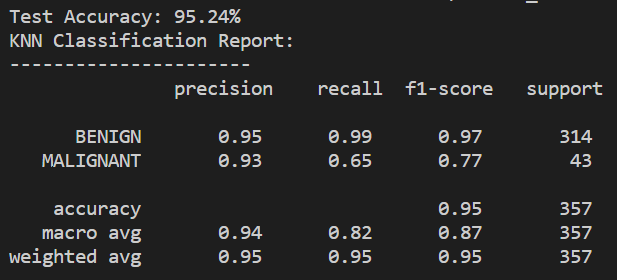 Test Accuracy: 95.24%
KNN Classification Report:
-----------------------
precision recall f1-score support
BENIGN 0.95 0.99 0.97 314
MALIGNANT 0.93 0.65 0.77 43
accuracy 0.95 357
macro avg 0.94 0.82 0.87 357
weighted avg 0.95 0.95 0.95 357